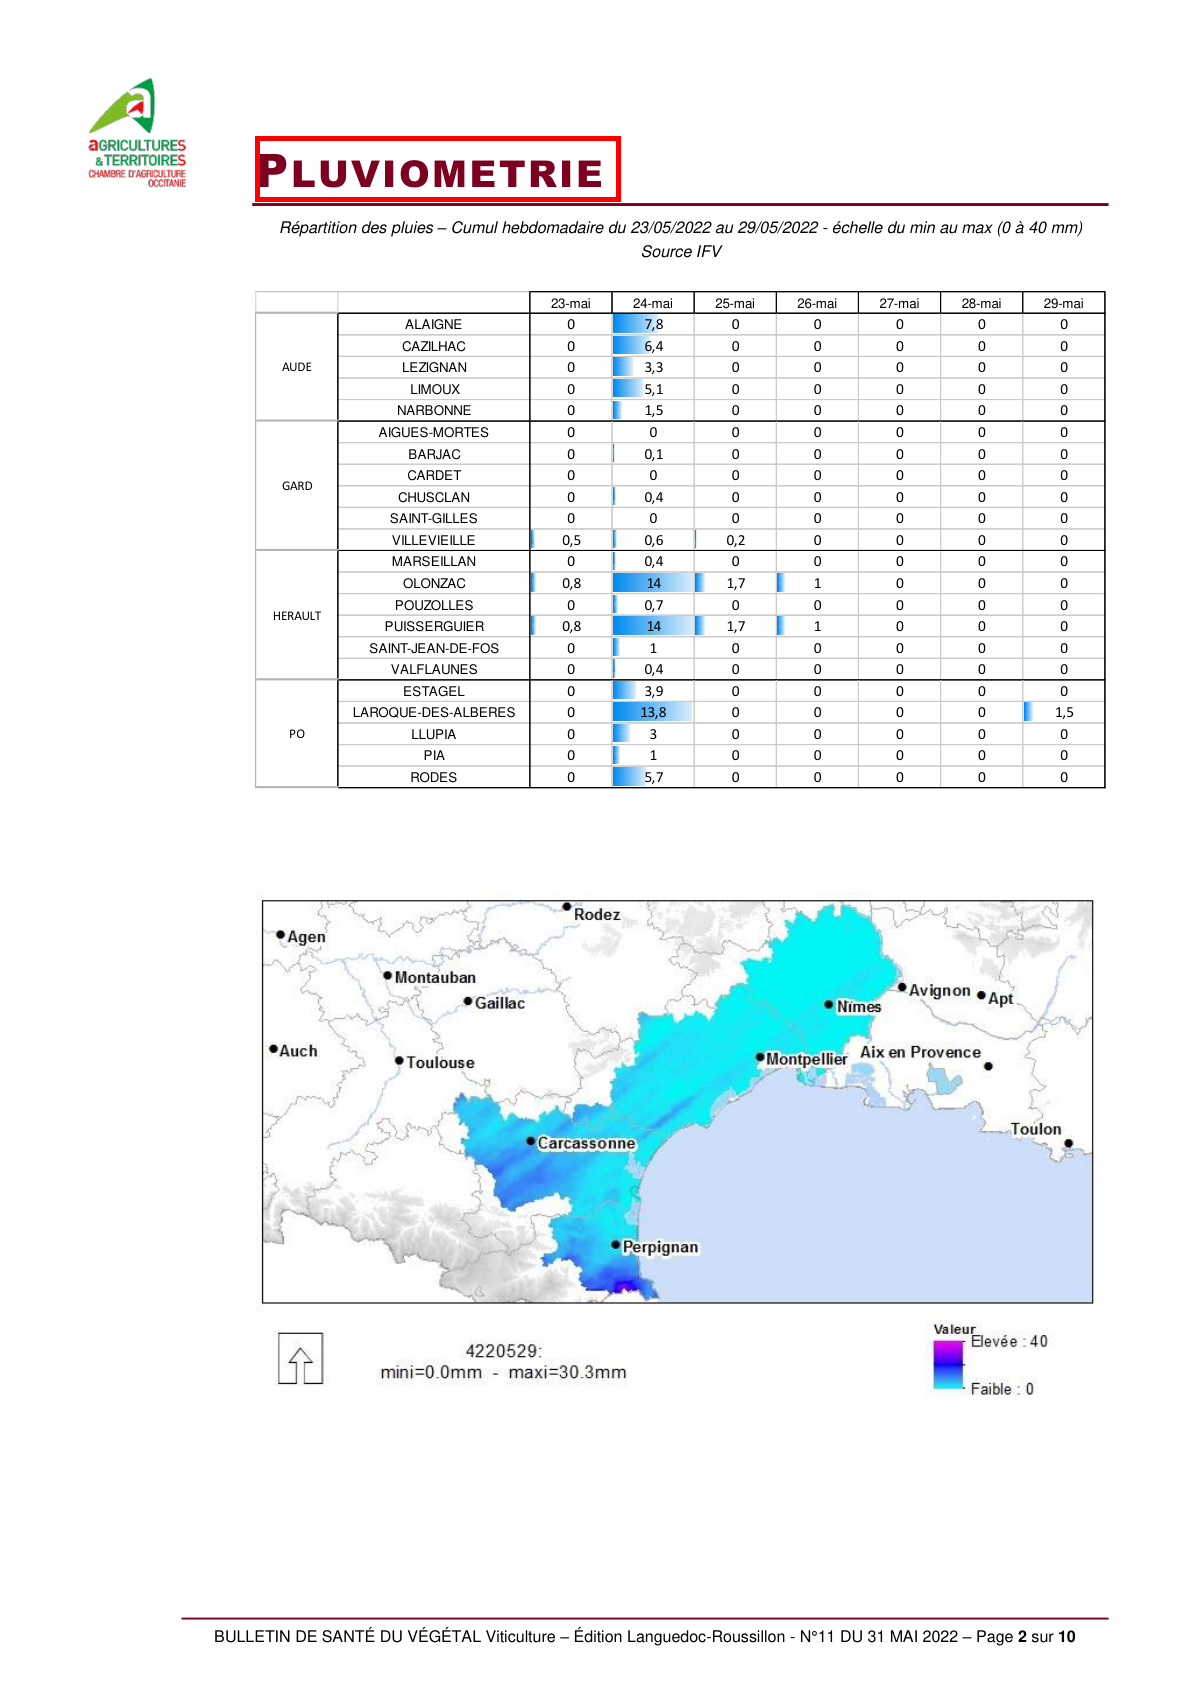 aGRICULTURES
& TERRITOIRES
CHAMBRE D'AGRICULTURE
OCCITANIE
PLUVIOMETRIE
Répartition des pluies – Cumul hebdomadaire du 23/05/2022 au 29/05/2022 - échelle du min au max (0 à 40 mm)
Source IFV
23-mai 24-mai 25-mai 26-mai 27-mai 28-mai 29-mai
AUDE
ALAIGNE 0 7,8 0 0 0 0 0
CAZILHAC 0 6,4 0 0 0 0 0
LEZIGNAN 0 3,3 0 0 0 0 0
LIMOUX 0 5,1 0 0 0 0 0
NARBONNE 0 1,5 0 0 0 0 0
GARD
AIGUES-MORTES 0 0 0 0 0 0 0
BARJAC 0 0,1 0 0 0 0 0
CARDET 0 0 0 0 0 0 0
CHUSCLAN 0 0,4 0 0 0 0 0
SAINT-GILLES 0 0 0 0 0 0 0
VILLEVIEILLE 0,5 0,6 0,2 0 0 0 0
HERAULT
MARSEILLAN 0 0,4 0 0 0 0 0
OLONZAC 0,8 14 1,7 1 0 0 0
POUZOLLES 0 0,7 0 0 0 0 0
PUISSERGUIER 0,8 14 1,7 1 0 0 0
SAINT-JEAN-DE-FOS 0 1 0 0 0 0 0
VALFLAUNES 0 0,4 0 0 0 0 0
PO
ESTAGEL 0 3,9 0 0 0 0 0
LAROQUE-DES-ALBERES 0 13,8 0 0 0 0 1,5
LLUPIA 0 3 0 0 0 0 0
PIA 0 1 0 0 0 0 0
RODES 0 5,7 0 0 0 0 0
Rodez
Agen
Montauban
Gaillac
Avignon
Apt
Nîmes
Auch
Toulouse
Montpellier
Aix en Provence
Toulon
Carcassonne
Perpignan
4220529:
mini=0.0mm - maxi=30.3mm
Valeur
Elevée : 40
Faible : 0
BULLETIN DE SANTÉ DU VÉGÉTAL Viticulture – Édition Languedoc-Roussillon - N°11 DU 31 MAI 2022 – Page 2 sur 10